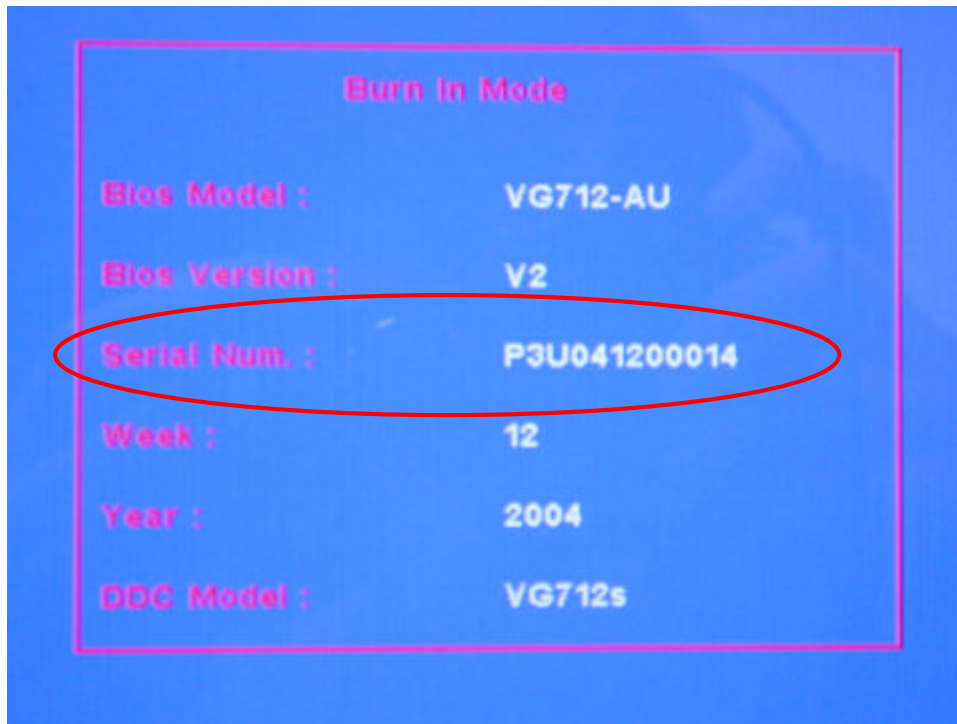 Burn In Mode
Bios Model : VG712-AU
Bios Version : V2
Serial Num. : P3U041200014
Week : 12
Year : 2004
DDC Model : VG712s